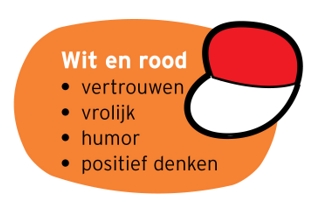 Wit en rood
• vertrouwen
• vrolijk
• humor
• positief denken